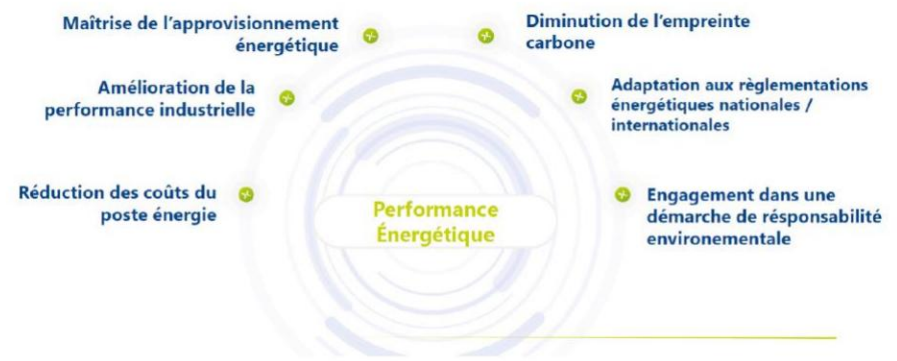 Maîtrise de l'approvisionnement
énergétique
Diminution de l'empreinte
carbone
Amélioration de la
performance industrielle
Adaptation aux règlementations
énergétiques nationales /
internationales
Réduction des coûts du
poste énergie
Performance
Énergétique
Engagement dans une
démarche de résponsabilité
environementale